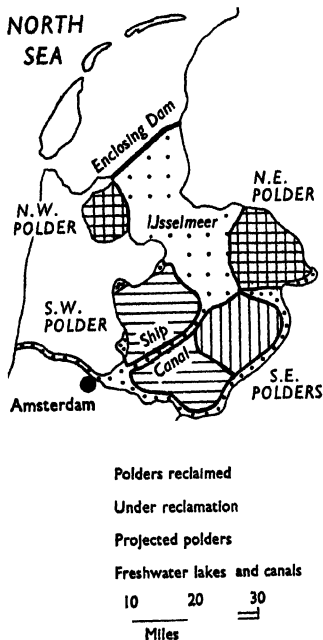 NORTH
SEA
Enclosing Dam
N.W.
POLDER
IJsselmeer
N.E.
POLDER
S.W.
POLDER
Ship
Canal
S.E.
POLDERS
Amsterdam
Polders reclaimed
Under reclamation
Projected polders
Freshwater lakes and canals
10 20 30
Miles